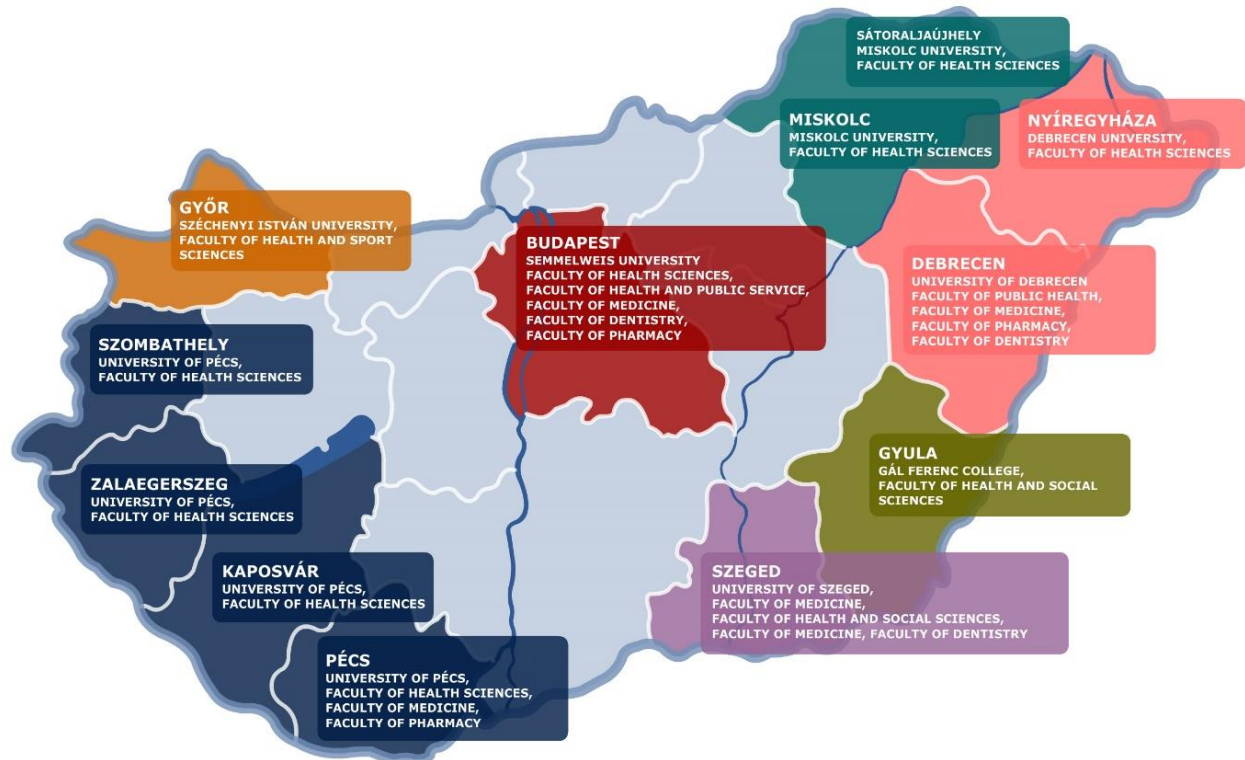 SÁTORALJAÚJHELY
MISKOLC UNIVERSITY,
FACULTY OF HEALTH SCIENCES
MISKOLC
MISKOLC UNIVERSITY,
FACULTY OF HEALTH SCIENCES
NYÍREGYHÁZA
DEBRECEN UNIVERSITY,
FACULTY OF HEALTH SCIENCES
GYŐR
SZÉCHENYI ISTVÁN UNIVERSITY,
FACULTY OF HEALTH AND SPORT
SCIENCES
BUDAPEST
SEMMELWEIS UNIVERSITY
FACULTY OF HEALTH SCIENCES,
FACULTY OF HEALTH AND PUBLIC SERVICE,
FACULTY OF MEDICINE,
FACULTY OF DENTISTRY,
FACULTY OF PHARMACY
DEBRECEN
UNIVERSITY OF DEBRECEN
FACULTY OF PUBLIC HEALTH,
FACULTY OF MEDICINE,
FACULTY OF PHARMACY,
FACULTY OF DENTISTRY
SZOMBATHELY
UNIVERSITY OF PÉCS,
FACULTY OF HEALTH SCIENCES
GYULA
GÁL FERENC COLLEGE,
FACULTY OF HEALTH AND SOCIAL
SCIENCES
ZALAEGERSZEG
UNIVERSITY OF PÉCS,
FACULTY OF HEALTH SCIENCES
KAPOSVÁR
UNIVERSITY OF PÉCS,
FACULTY OF HEALTH SCIENCES
SZEGED
UNIVERSITY OF SZEGED,
FACULTY OF MEDICINE,
FACULTY OF HEALTH AND SOCIAL SCIENCES,
FACULTY OF MEDICINE, FACULTY OF DENTISTRY
PÉCS
UNIVERSITY OF PÉCS,
FACULTY OF HEALTH SCIENCES,
FACULTY OF MEDICINE,
FACULTY OF PHARMACY